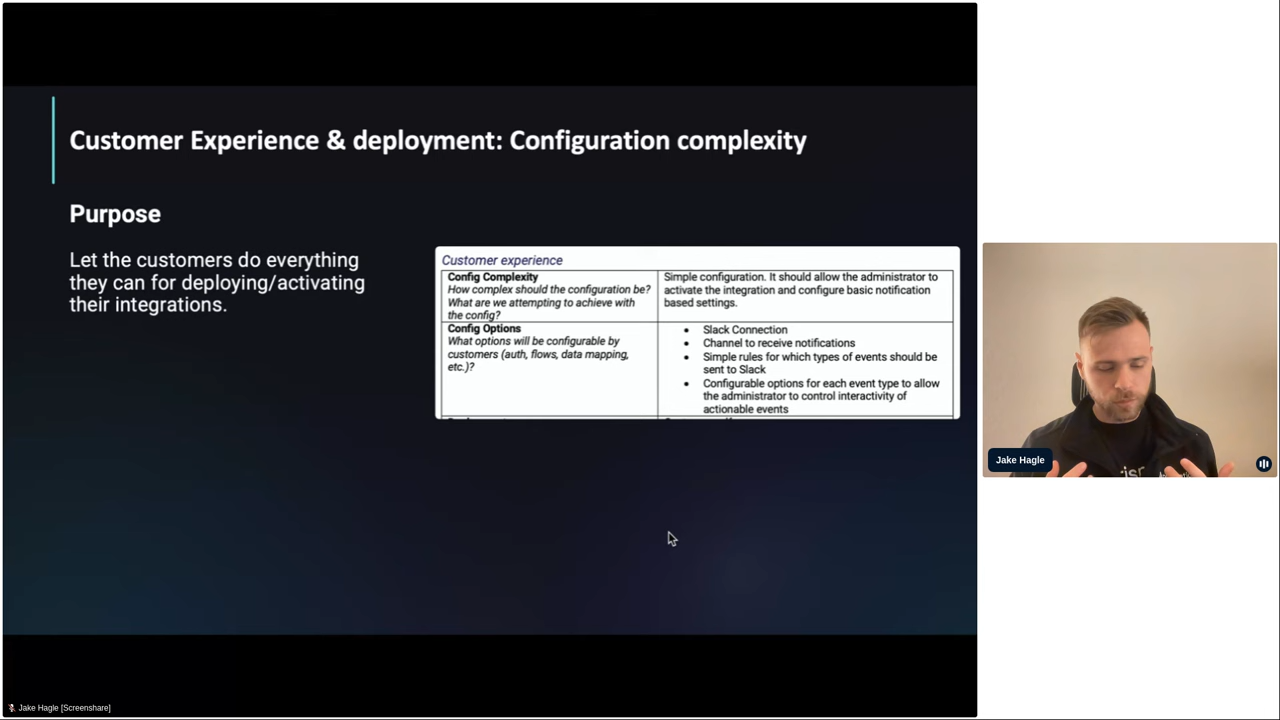 Customer Experience & deployment: Configuration complexity
Purpose
Let the customers do everything
they can for deploying/activating
their integrations.
Customer experience
Config Complexity
How complex should the configuration be?
What are we attempting to achieve with
the config?
Simple configuration. It should allow the administrator to
activate the integration and configure basic notification
based settings.
Config Options
What options will be configurable by
customers (auth, flows, data mapping,
etc.)?
• Slack Connection
• Channel to receive notifications
• Simple rules for which types of events should be
sent to Slack
• Configurable options for each event type to allow
the administrator to control interactivity of
actionable events
Jake Hagle
Jake Hagle [Screenshare]